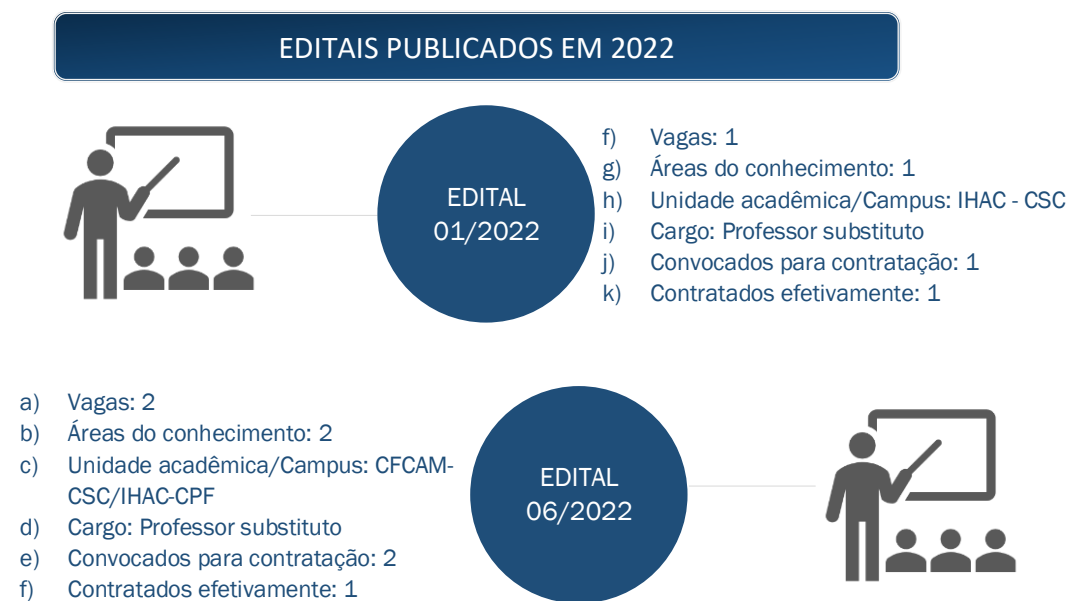 EDITAIS PUBLICADOS EM 2022
EDITAL
01/2022
f) Vagas: 1
g) Áreas do conhecimento: 1
h) Unidade acadêmica/Campus: IHAC - CSC
i) Cargo: Professor substituto
j) Convocados para contratação: 1
k) Contratados efetivamente: 1
a) Vagas: 2
b) Áreas do conhecimento: 2
c) Unidade acadêmica/Campus: CFCAM-
CSC/IHAC-CPF
d) Cargo: Professor substituto
e) Convocados para contratação: 2
f) Contratados efetivamente: 1
EDITAL
06/2022